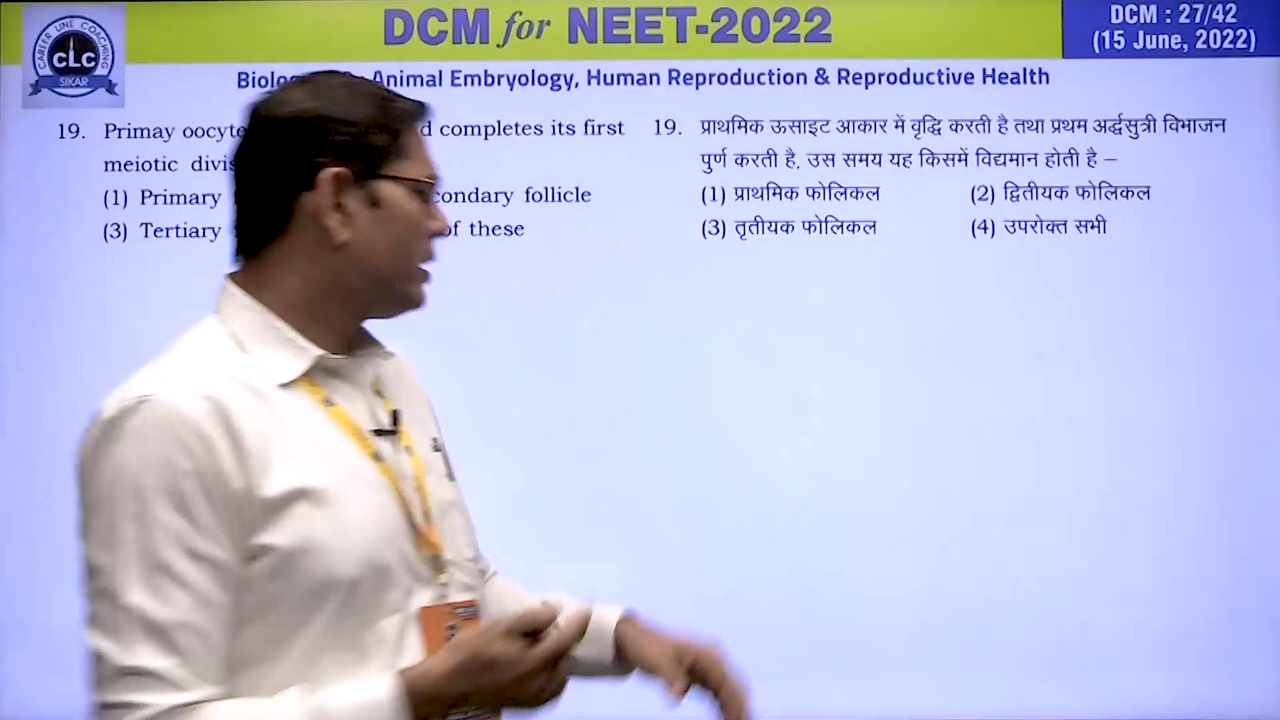 DCM for NEET-2022
DCM : 27/42
(15 June, 2022)
CAREER LINE COACHING
CLC
SIKAR
Animal Embryology, Human Reproduction & Reproductive Health
19. Primay oocyte completes its first
meiotic
(1) Primary follicle
(3) Tertiary of these
19. प्राथमिक ऊसाइट आकार में वृद्धि करती है तथा प्रथम अर्द्धसुत्री विभाजन
पुर्ण करती है, उस समय यह किसमें विद्यमान होती है –
(1) प्राथमिक फोलिकल (2) द्वितीयक फोलिकल
(3) तृतीयक फोलिकल (4) उपरोक्त सभी